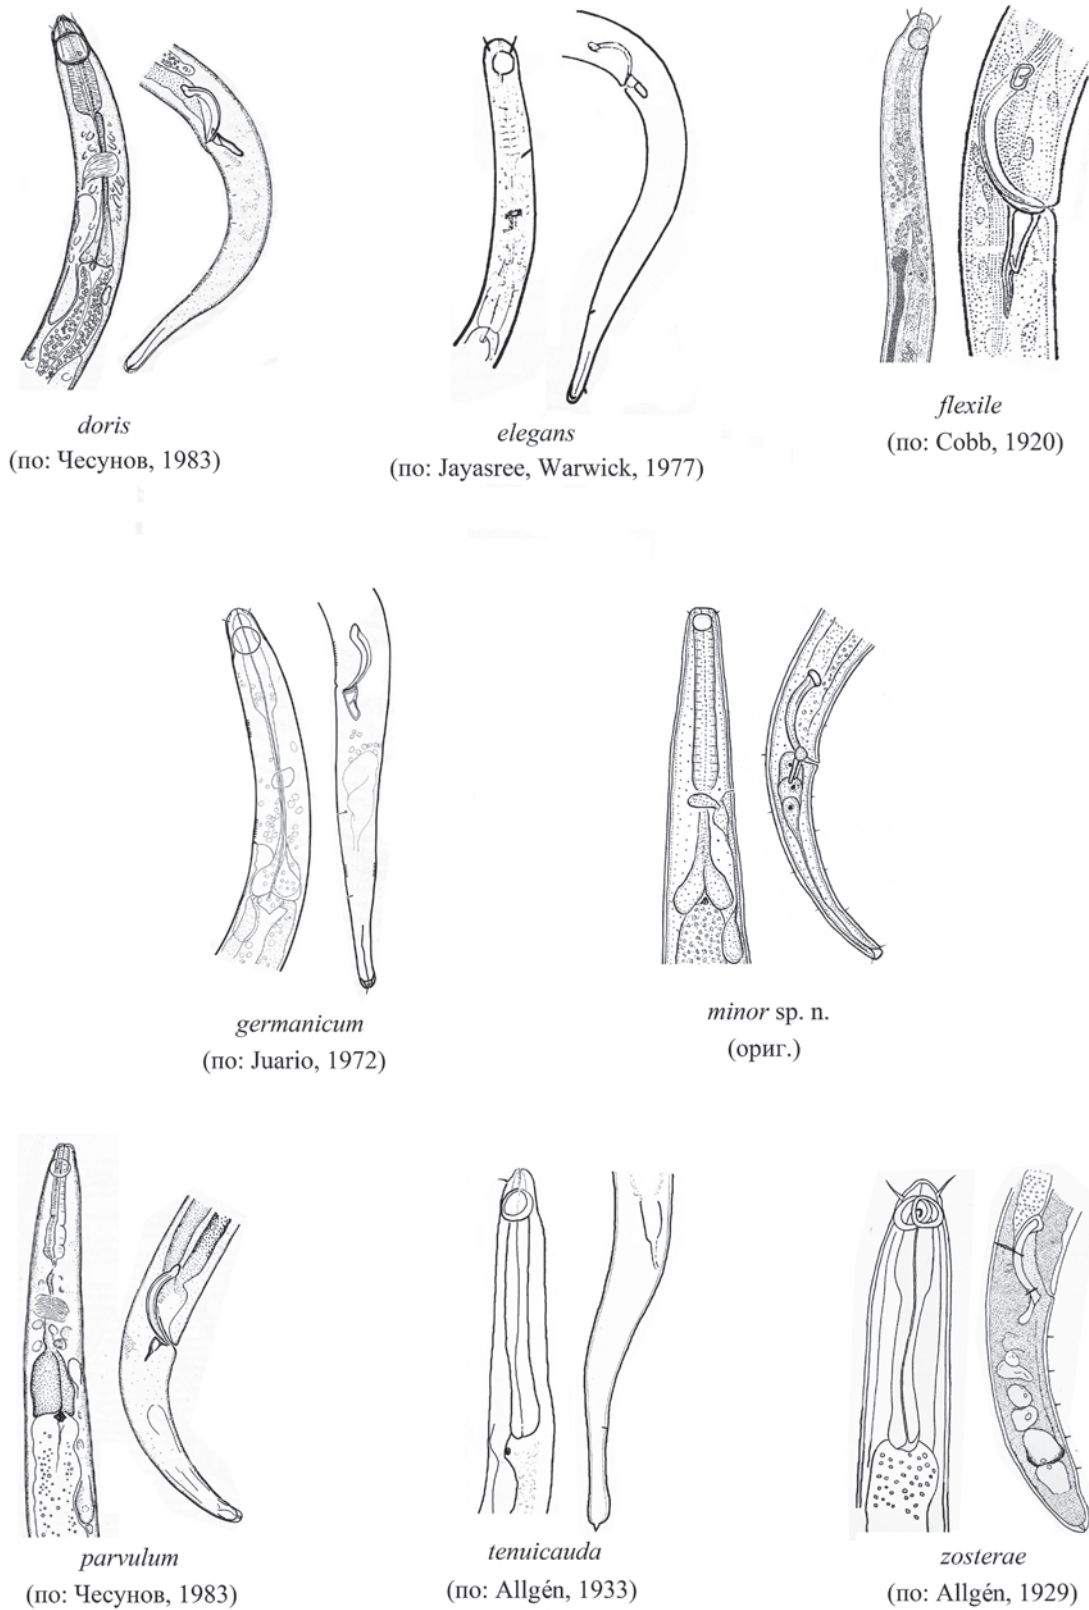 doris
(по: Чесунов, 1983)
elegans
(по: Jayasree, Warwick, 1977)
flexile
(по: Cobb, 1920)
germanicum
(по: Juario, 1972)
minor sp. n.
(ориг.)
parvulum
(по: Чесунов, 1983)
tenuicauda
(по: Allgén, 1933)
zosterae
(по: Allgén, 1929)